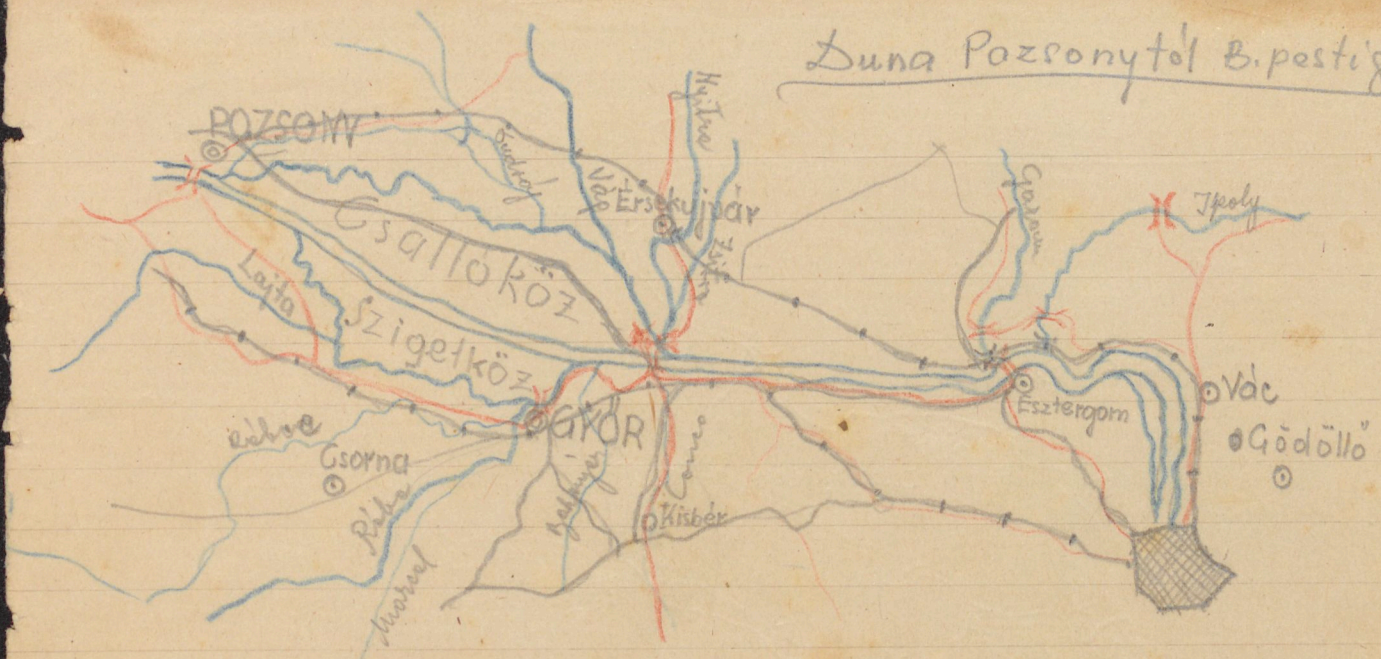 Duna Pozsonytól B.pestig
POZSONY
Nyitra
Vág
Érsekujvár
Zsitva
Garam
Ipoly
Csallóköz
Lajta
Szigetköz
GYŐR
Esztergom
Vác
Gödöllő
Rábca
Csorna
Rába
Bakonyér
Kisbér
Marcal